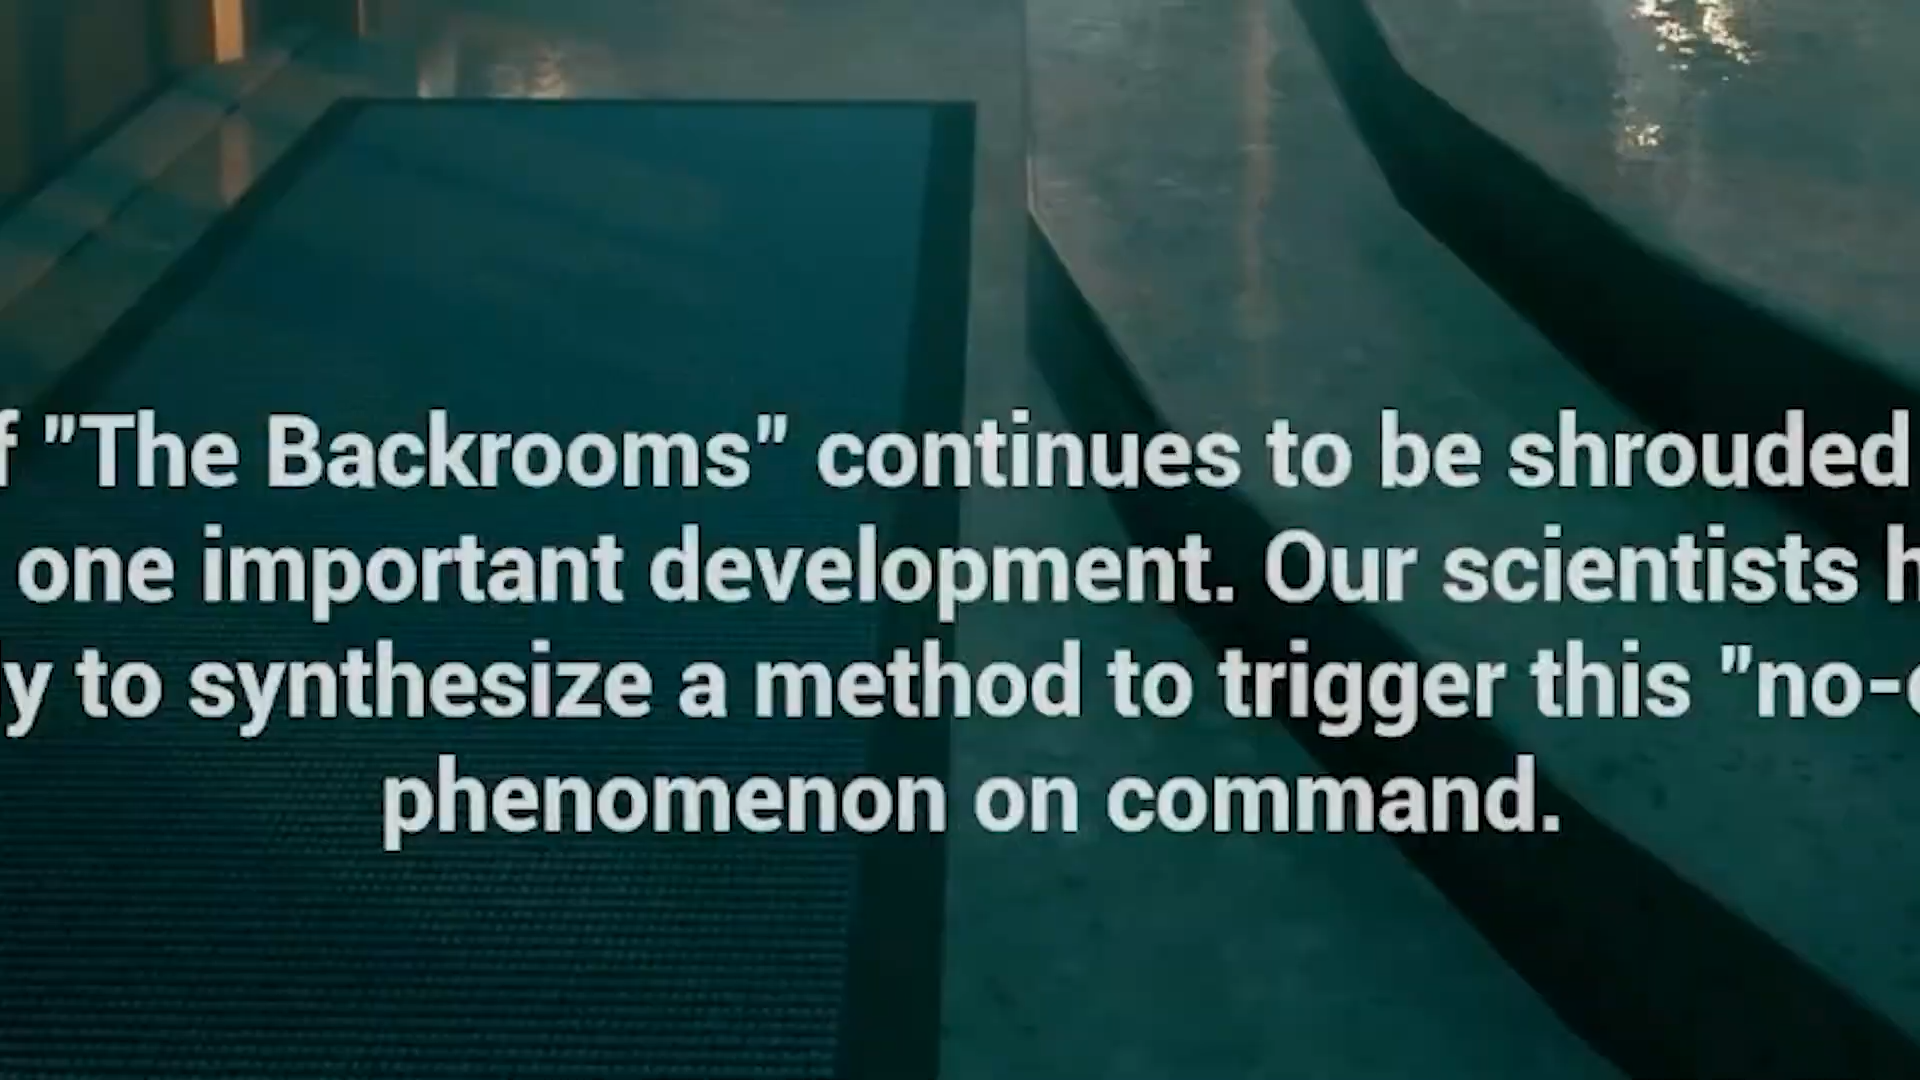 f "The Backrooms" continues to be shrouded
one important development. Our scientists h
ly to synthesize a method to trigger this "no-c
phenomenon on command.